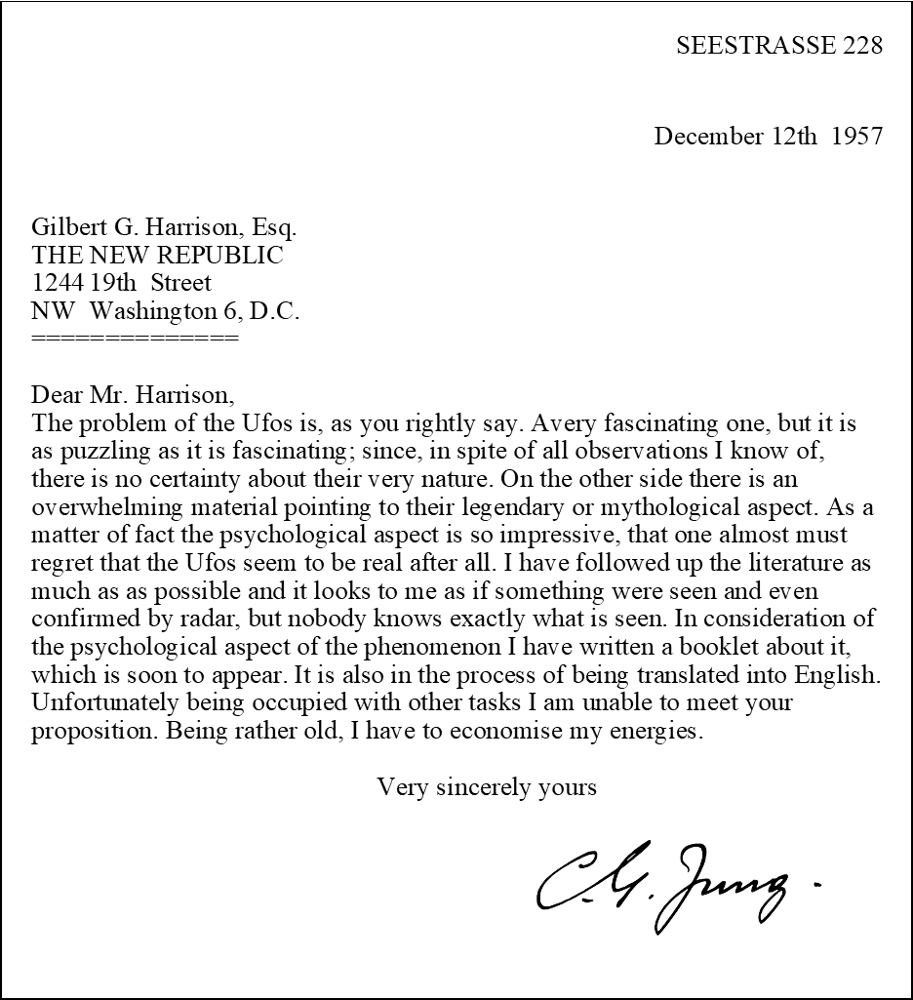 SEESTRASSE 228
December 12th  1957
Gilbert G. Harrison, Esq.
THE NEW REPUBLIC
1244 19th  Street
NW  Washington 6, D.C.
==============
Dear Mr. Harrison,
The problem of the Ufos is, as you rightly say. Avery fascinating one, but it is
as puzzling as it is fascinating; since, in spite of all observations I know of,
there is no certainty about their very nature. On the other side there is an
overwhelming material pointing to their legendary or mythological aspect. As a
matter of fact the psychological aspect is so impressive, that one almost must
regret that the Ufos seem to be real after all. I have followed up the literature as
much as as possible and it looks to me as if something were seen and even
confirmed by radar, but nobody knows exactly what is seen. In consideration of
the psychological aspect of the phenomenon I have written a booklet about it,
which is soon to appear. It is also in the process of being translated into English.
Unfortunately being occupied with other tasks I am unable to meet your
proposition. Being rather old, I have to economise my energies.
Very sincerely yours
C. G. Jung.